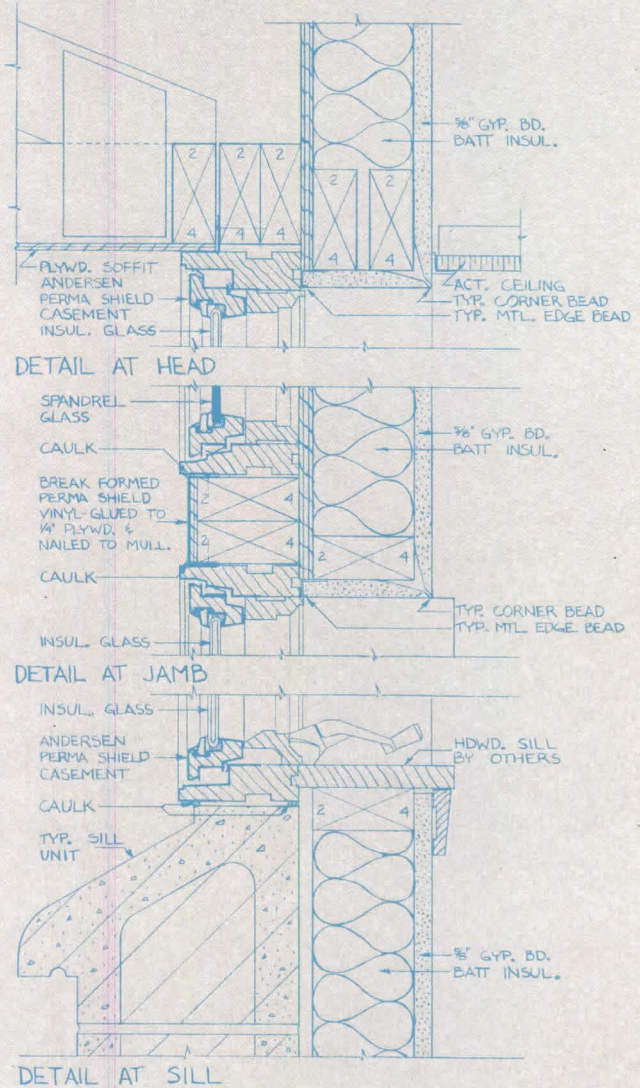 2
2
2
4
4
4
5/8" GYP. BD.
BATT INSUL.
PLYWD. SOFFIT
ANDERSEN
PERMA SHIELD
CASEMENT
INSUL. GLASS
ACT. CEILING
TYP. CORNER BEAD
TYP. MTL. EDGE BEAD
DETAIL AT HEAD
SPANDREL
GLASS
CAULK
BREAK FORMED
PERMA SHIELD
VINYL-GLUED TO
1/4" PLYWD. &
NAILED TO MULL.
CAULK
INSUL. GLASS
2 4
2 4
5/8" GYP. BD.
BATT INSUL.
2 4
TYP. CORNER BEAD
TYP. MTL. EDGE BEAD
DETAIL AT JAMB
INSUL. GLASS
ANDERSEN
PERMA SHIELD
CASEMENT
CAULK
TYP. SILL
UNIT
HDWD. SILL
BY OTHERS
2 4
5/8" GYP. BD.
BATT INSUL.
DETAIL AT SILL